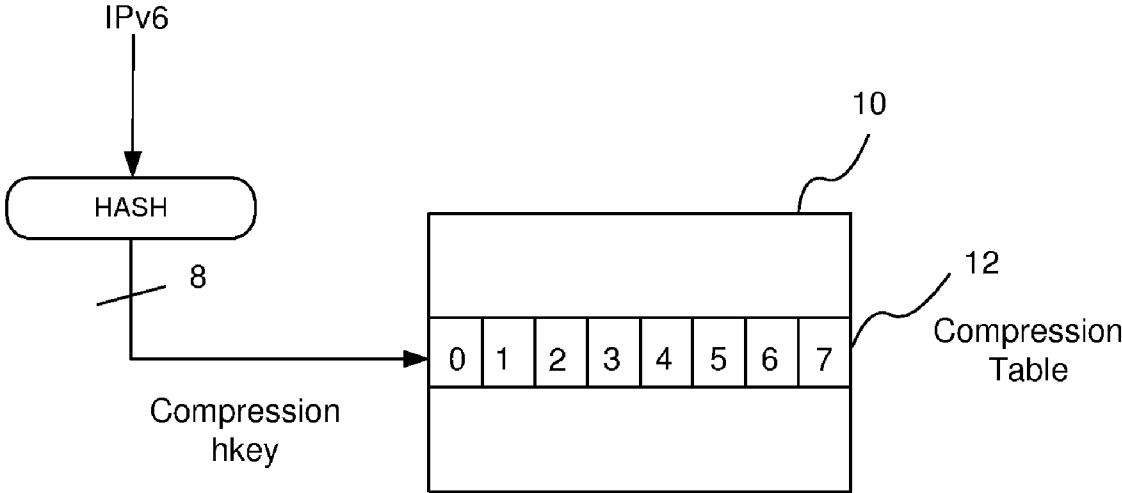 IPv6
10
HASH
8
12
0 1 2 3 4 5 6 7
Compression
Table
Compression
hkey